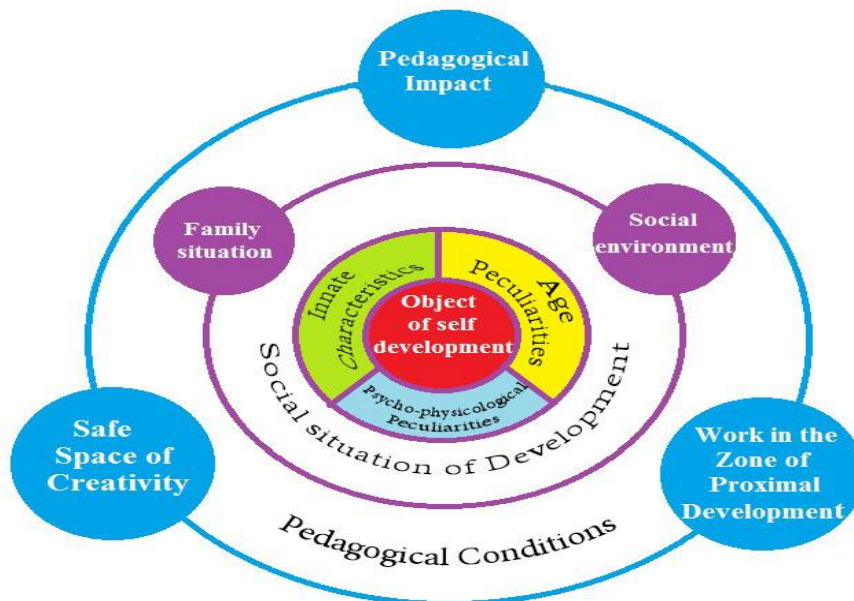 Pedagogical
Impact
Family
situation
Social
environment
Innate
Characteristics
Age
Peculiarities
Object
of self
development
Psycho-physicological
Peculiarities
Social situation of Development
Safe
Space of
Creativity
Work in the
Zone of
Proximal
Development
Pedagogical Conditions